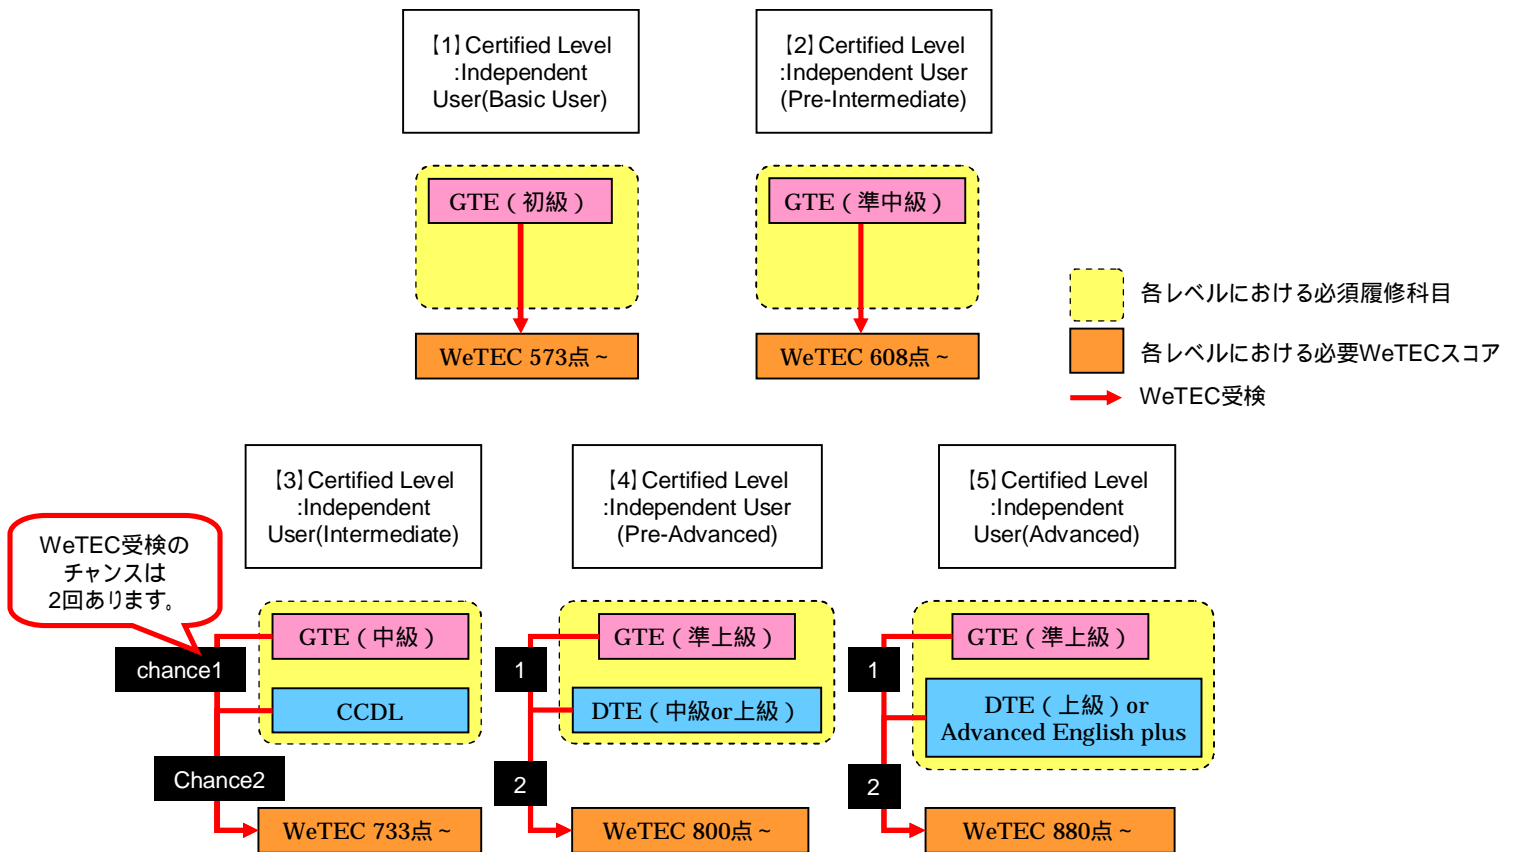 【1】Certified Level
:Independent
User(Basic User)
【2】Certified Level
:Independent User
(Pre-Intermediate)
GTE（初級）
GTE（準中級）
WeTEC 573点～
WeTEC 608点～
各レベルにおける必須履修科目
各レベルにおける必要WeTECスコア
WeTEC受検
【3】Certified Level
:Independent
User(Intermediate)
【4】Certified Level
:Independent User
(Pre-Advanced)
【5】Certified Level
:Independent
User(Advanced)
WeTEC受検の
チャンスは
2回あります。
GTE（中級）
chance1
CCDL
Chance2
WeTEC 733点～
GTE（準上級）
1
DTE（中級or上級）
2
WeTEC 800点～
GTE（準上級）
1
DTE（上級）or
Advanced English plus
2
WeTEC 880点～